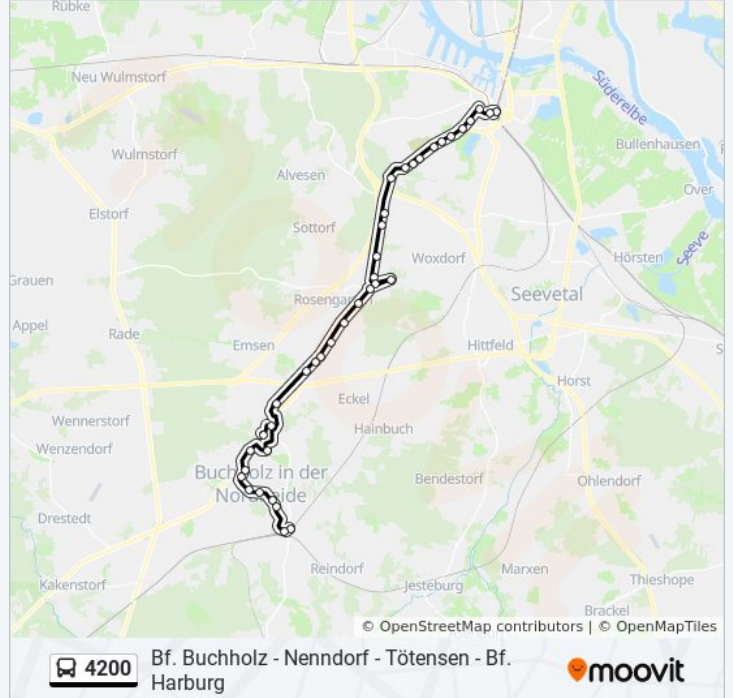 Rübke
Neu Wulmstorf
Süderelbe
Bullenhausen
Wulmstorf
Alvesen
Over
Elstorf
Sottorf
Seeve
Woxdorf
Hörsten
Grauen
Rosengarten
Seevetal
Appel
Rade
Emsen
Hittfeld
Horst
Eckel
Wennerstorf
Hainbuch
Wenzendorf
Buchholz in der
Nordheide
Bendestorf
Ohlendorf
Drestedt
Reindorf
Marxen
Thieshope
Kakenstorf
Jesteburg
Brackel
© OpenStreetMap contributors | © OpenMapTiles
4200
Bf. Buchholz - Nenndorf - Tötensen - Bf.
Harburg
moovit